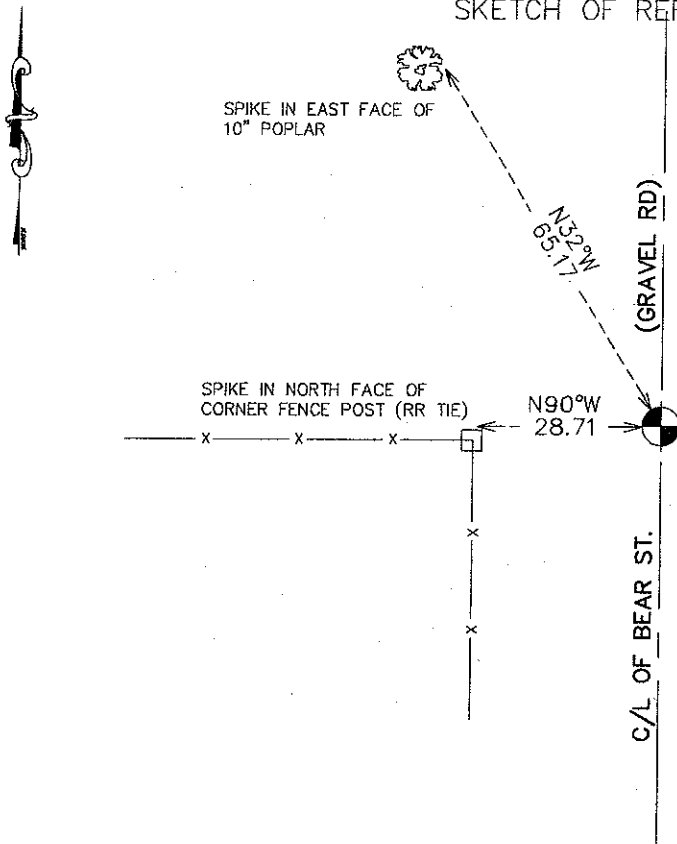 SKETCH OF REF
SPIKE IN EAST FACE OF
10" POPLAR
N32°W
65.17
(GRAVEL RD)
SPIKE IN NORTH FACE OF
CORNER FENCE POST (RR TIE)
N90°W
28.71
X X X
X
X
C/L OF BEAR ST.